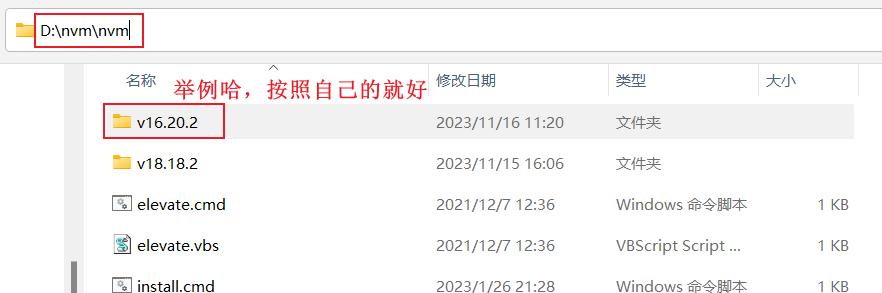 D:\nvm\nvm
名称 修改日期 类型 大小
举例哈，按照自己的就好
v16.20.2 2023/11/16 11:20 文件夹
v18.18.2 2023/11/15 16:06 文件夹
elevate.cmd 2021/12/7 12:36 Windows 命令脚本 1 KB
elevate.vbs 2021/12/7 12:36 VBScript Script ... 1 KB
install.cmd 2023/1/26 21:28 Windows 命令脚本 1 KB